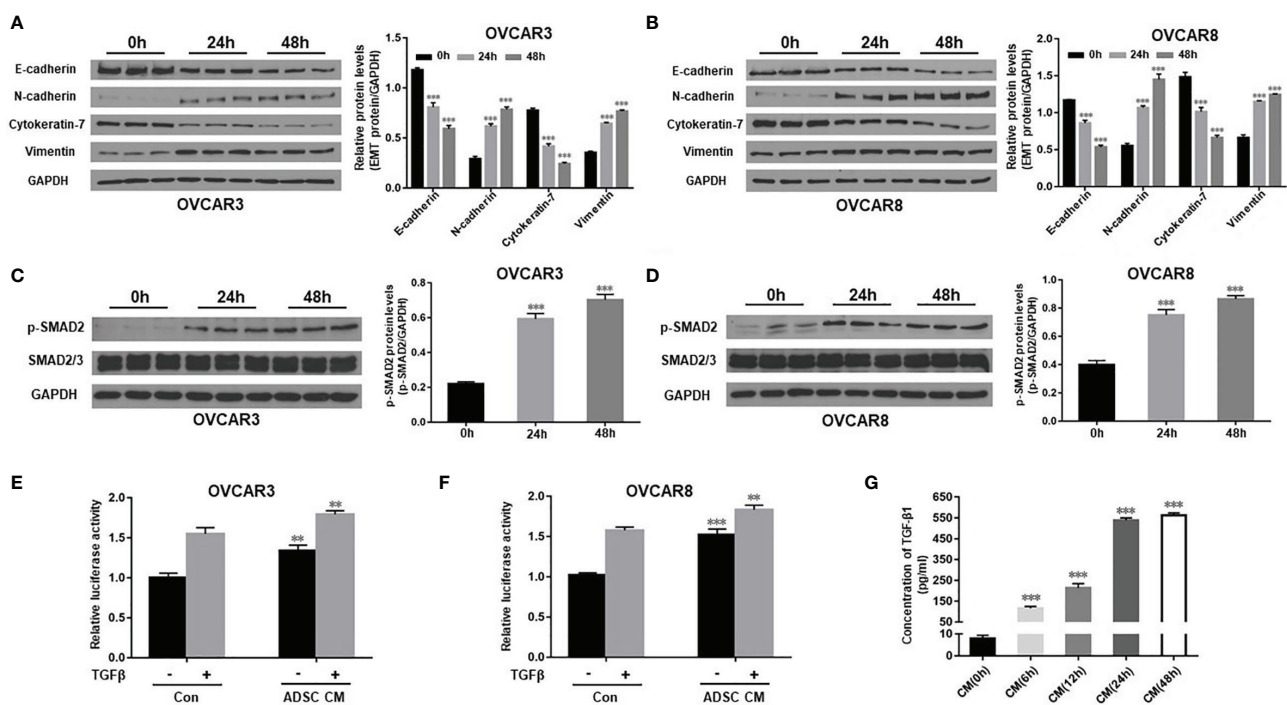 A
0h 24h 48h
E-cadherin
N-cadherin
Cytokeratin-7
Vimentin
GAPDH
OVCAR3
OVCAR3
0h 24h 48h
Relative protein levels
(EMT protein/GAPDH)
1.5
1.0
0.5
0.0
*** *** *** *** *** *** *** ***
E-cadherin N-cadherin Cytokeratin-7 Vimentin
B
0h 24h 48h
E-cadherin
N-cadherin
Cytokeratin-7
Vimentin
GAPDH
OVCAR8
OVCAR8
0h 24h 48h
Relative protein levels
(EMT protein/GAPDH)
2.0
1.5
1.0
0.5
0.0
*** *** *** *** *** *** *** ***
E-cadherin N-cadherin Cytokeratin-7 Vimentin
C
0h 24h 48h
p-SMAD2
SMAD2/3
GAPDH
OVCAR3
OVCAR3
p-SMAD2 protein levels
(p-SMAD2/GAPDH)
0.8
0.6
0.4
0.2
0.0
*** ***
0h 24h 48h
D
0h 24h 48h
p-SMAD2
SMAD2/3
GAPDH
OVCAR8
OVCAR8
p-SMAD2 protein levels
(p-SMAD2/GAPDH)
1.0
0.8
0.6
0.4
0.2
0.0
*** ***
0h 24h 48h
E
OVCAR3
Relative luciferase activity
2.0
1.5
1.0
0.5
0.0
** **
TGFβ - + - +
Con ADSC CM
F
OVCAR8
Relative luciferase activity
2.0
1.5
1.0
0.5
0.0
*** **
TGFβ - + - +
Con ADSC CM
G
Concentration of TGF-β1
(pg/ml)
650
550
450
350
250
150
50
10
0
*** *** *** ***
CM(0h) CM(6h) CM(12h) CM(24h) CM(48h)